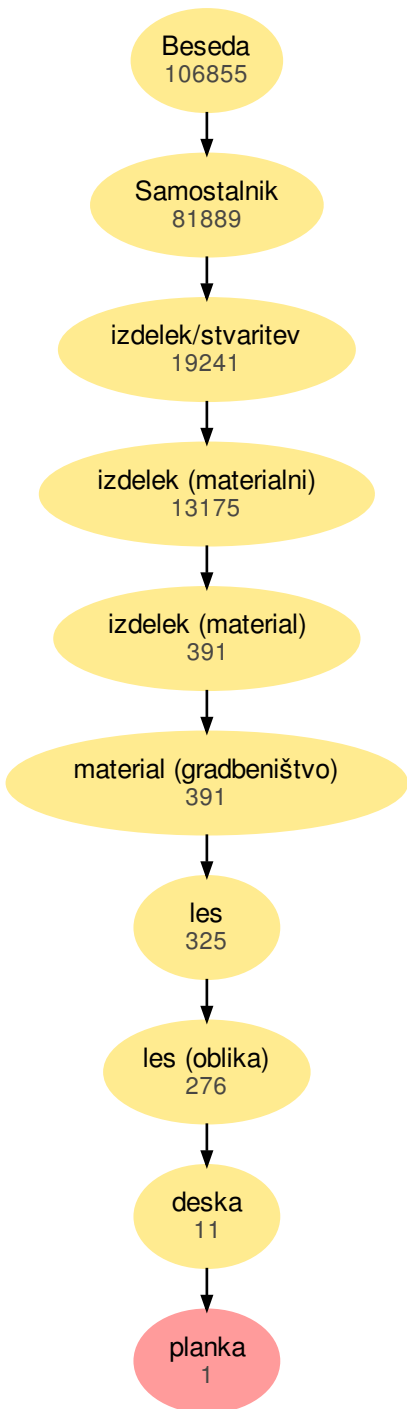 Beseda
106855
Samostalnik
81889
izdelek/stvaritev
19241
izdelek (materialni)
13175
izdelek (material)
391
material (gradbeništvo)
391
les
325
les (oblika)
276
deska
11
planka
1